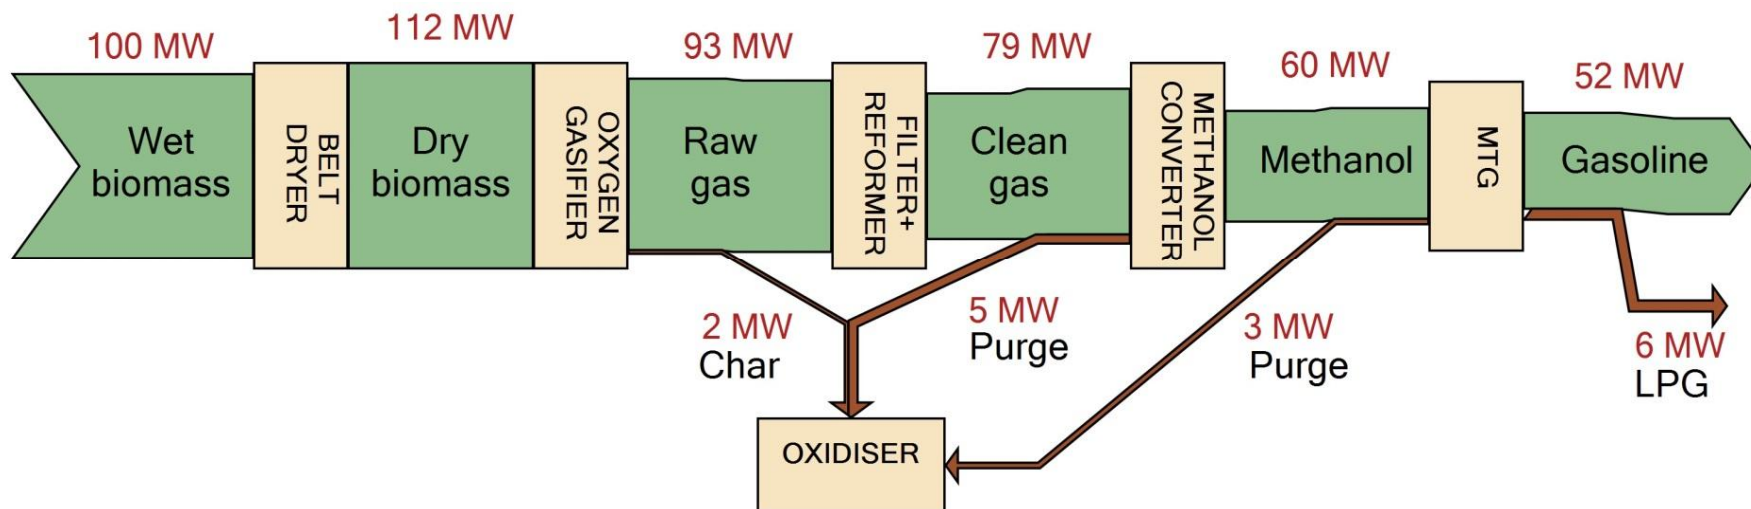 100 MW
112 MW
93 MW
79 MW
60 MW
52 MW
Wet
biomass
BELT
DRYER
Dry
biomass
OXYGEN
GASIFIER
Raw
gas
FILTER+
REFORMER
Clean
gas
METHANOL
CONVERTER
Methanol
MTG
Gasoline
2 MW
Char
5 MW
Purge
3 MW
Purge
6 MW
LPG
OXIDISER